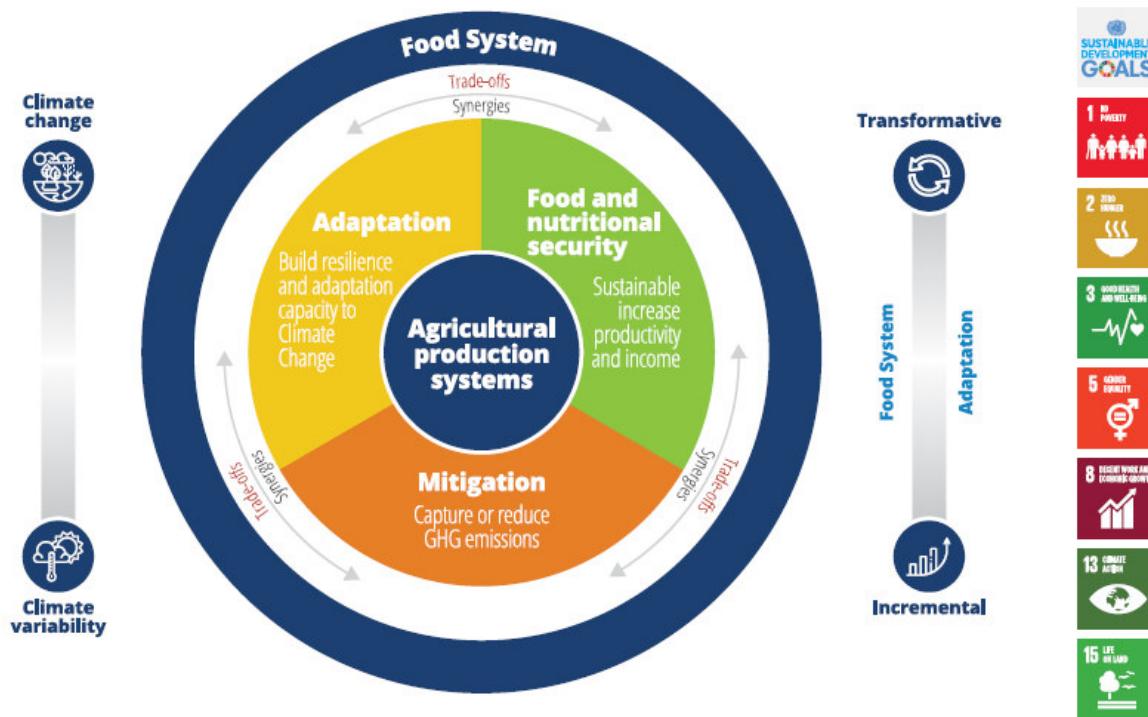 Food System
Trade-offs
Synergies
Climate
change
Adaptation
Build resilience
and adaptation
capacity to
Climate
Change
Food and
nutritional
security
Sustainable
increase
productivity
and income
Agricultural
production
systems
Mitigation
Capture or reduce
GHG emissions
Synergies
Trade-offs
Synergies
Trade-offs
Climate
variability
Transformative
Food System
Adaptation
Incremental
SUSTAINABLE
DEVELOPMENT
GOALS
1 NO
POVERTY
2 ZERO
HUNGER
3 GOOD HEALTH
AND WELL-BEING
5 GENDER
EQUALITY
8 DECENT WORK AND
ECONOMIC GROWTH
13 CLIMATE
ACTION
15 LIFE
ON LAND